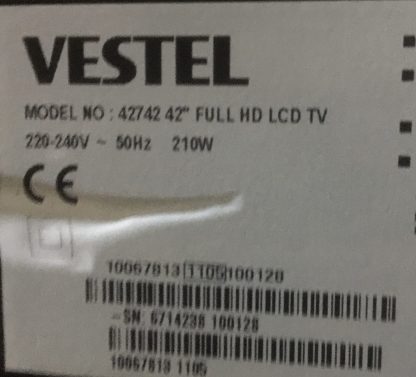 VESTEL
MODEL NO : 42742 42" FULL HD LCD TV
220-240V ~ 50Hz 210W
CE
10067813 1105 100128
SN: 6714238 100128
10067813 1105